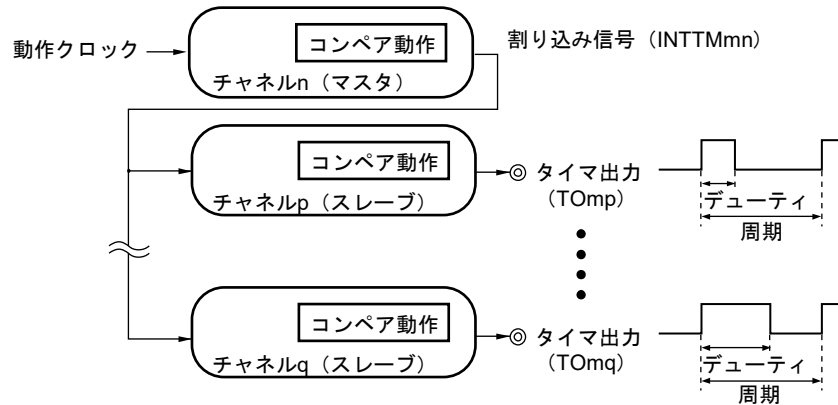 動作クロック
コンペア動作
チャネルn（マスタ）
割り込み信号（INTTMmn）
コンペア動作
チャネルp（スレーブ）
タイマ出力
（TOmp）
デューティ
周期
コンペア動作
チャネルq（スレーブ）
タイマ出力
（TOmq）
デューティ
周期